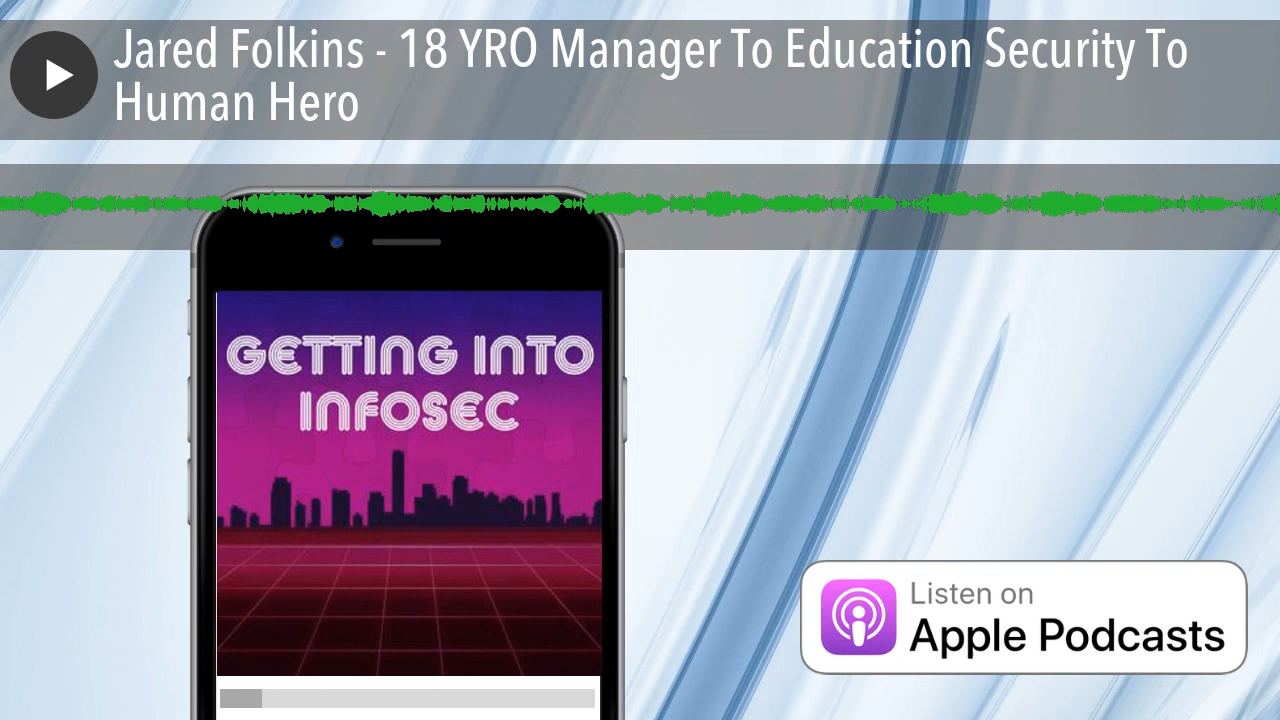 Jared Folkins - 18 YRO Manager To Education Security To
Human Hero
GETTING INTO
INFOSEC
Listen on
Apple Podcasts